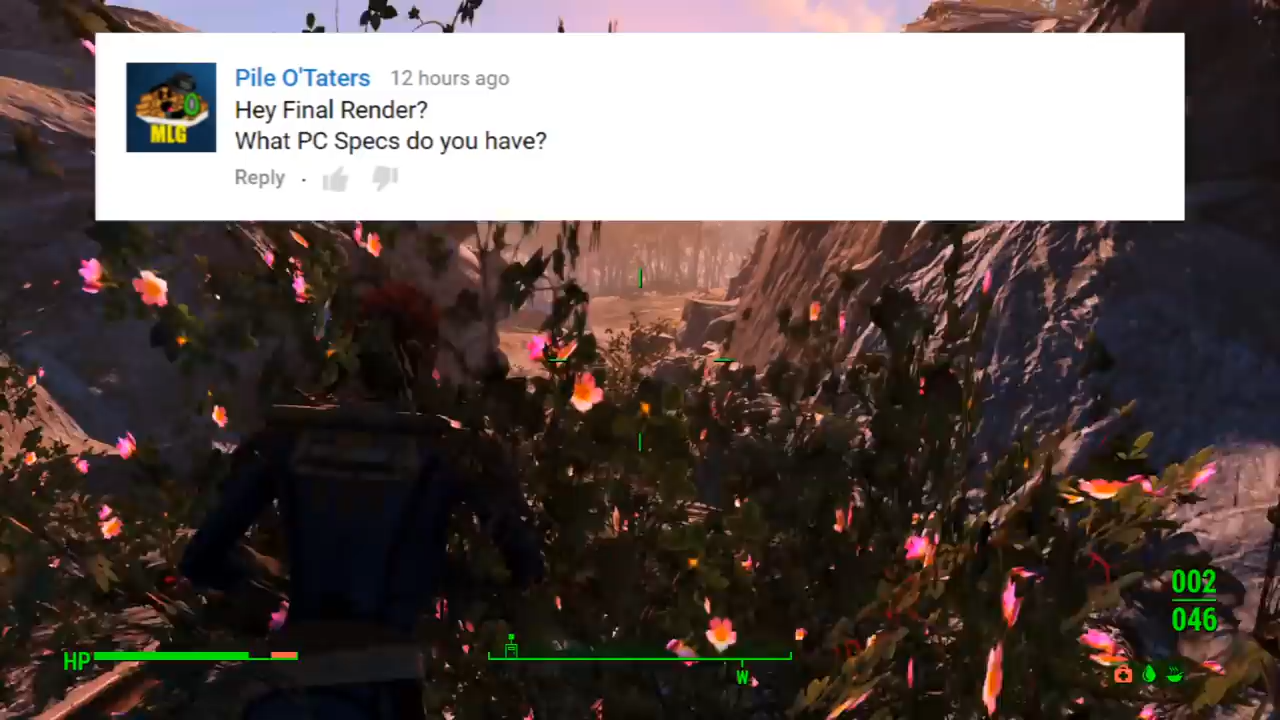 Pile O'Taters 12 hours ago
Hey Final Render?
What PC Specs do you have?
Reply
MLG
002
046
HP
W